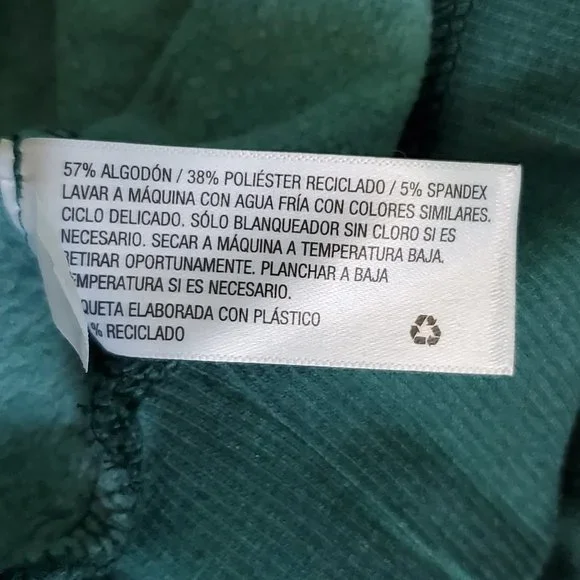 57% ALGODÓN / 38% POLIÉSTER RECICLADO / 5% SPANDEX
LAVAR A MÁQUINA CON AGUA FRÍA CON COLORES SIMILARES.
CICLO DELICADO. SÓLO BLANQUEADOR SIN CLORO SI ES
NECESARIO. SECAR A MÁQUINA A TEMPERATURA BAJA.
RETIRAR OPORTUNAMENTE. PLANCHAR A BAJA
TEMPERATURA SI ES NECESARIO.
ELABORADA CON PLÁSTICO
% RECICLADO